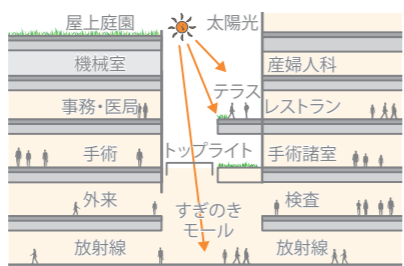 屋上庭園
太陽光
機械室
産婦人科
テラス
事務・医局
レストラン
手術
トップライト
手術諸室
外来
すぎのき
モール
検査
放射線
放射線